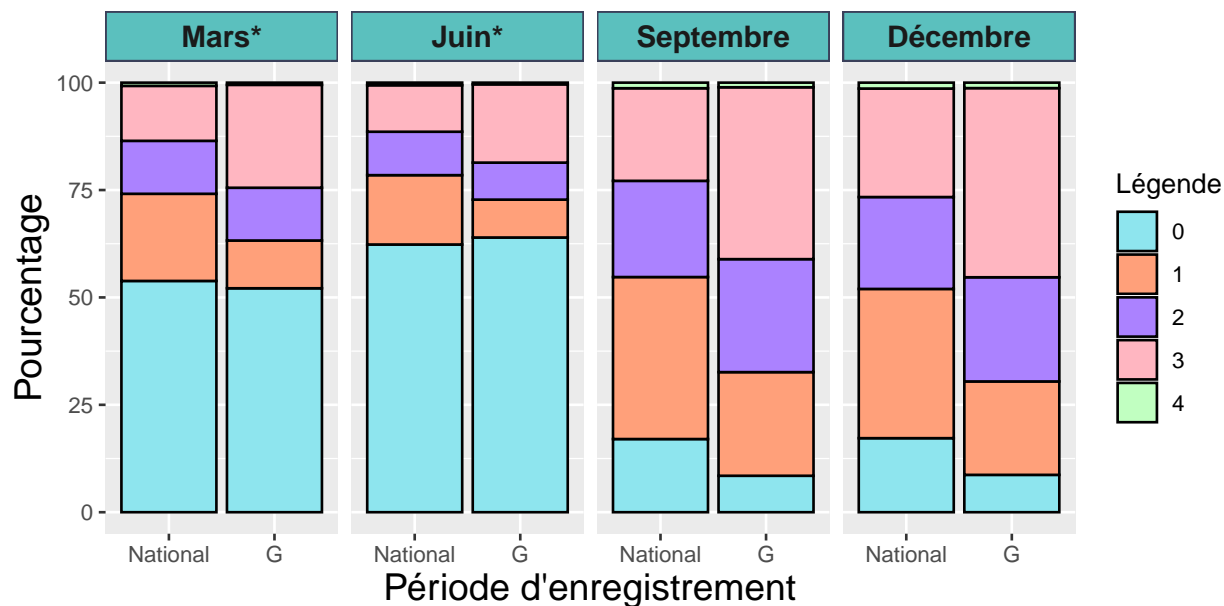 Mars* Juin* Septembre Décembre
100
75
50
25
0
Pourcentage
National G National G National G National G
Période d'enregistrement
Légende
0
1
2
3
4